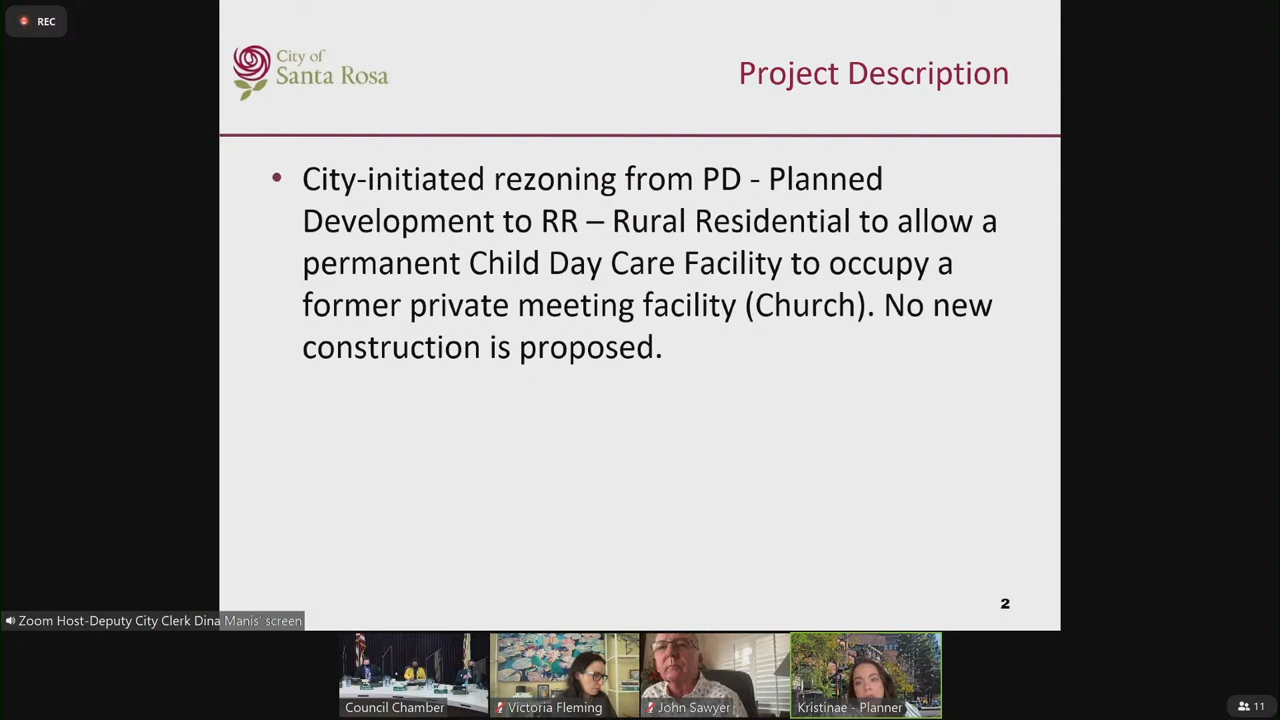 REC
City of
Santa Rosa
Project Description
• City-initiated rezoning from PD - Planned
Development to RR – Rural Residential to allow a
permanent Child Day Care Facility to occupy a
former private meeting facility (Church). No new
construction is proposed.
2
Zoom Host-Deputy City Clerk Dina Manis' screen
Council Chamber
Victoria Fleming
John Sawyer
Kristinae - Planner
11